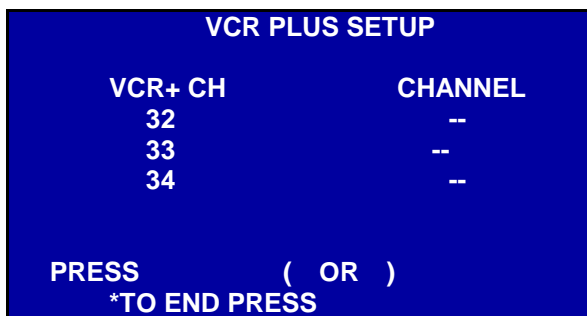 VCR PLUS SETUP
VCR+ CH CHANNEL
32 --
33 --
34 --
PRESS ( OR )
*TO END PRESS